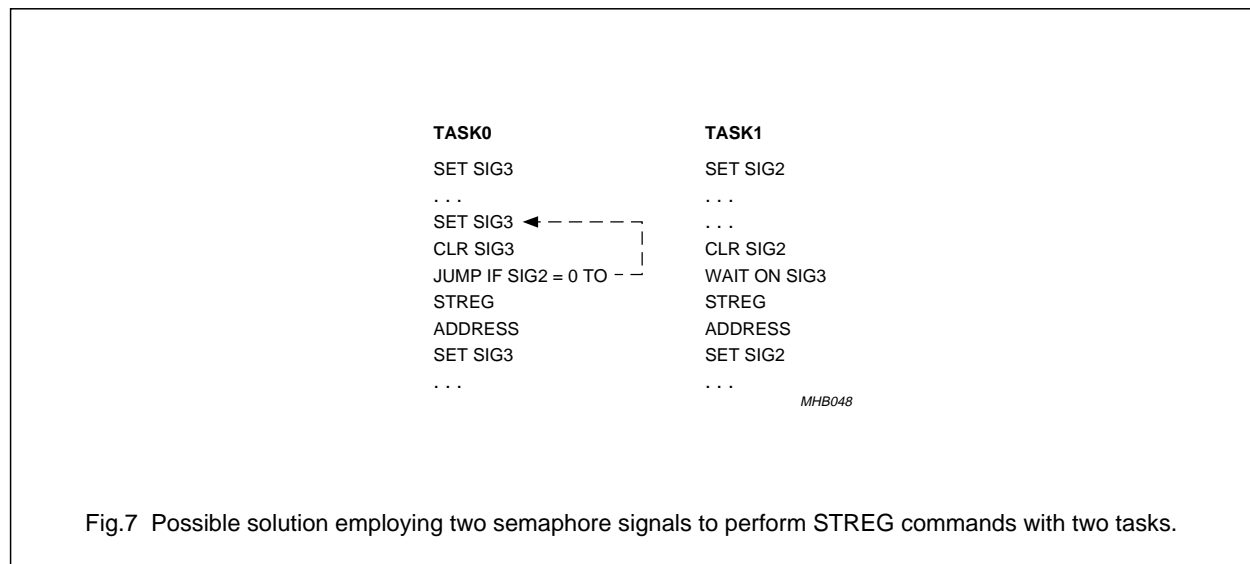 TASK0 TASK1
SET SIG3 SET SIG2
. . . . . .
SET SIG3 . . .
CLR SIG3 CLR SIG2
JUMP IF SIG2 = 0 TO WAIT ON SIG3
STREG STREG
ADDRESS ADDRESS
SET SIG3 SET SIG2
. . . . . .
MHB048
Fig.7 Possible solution employing two semaphore signals to perform STREG commands with two tasks.